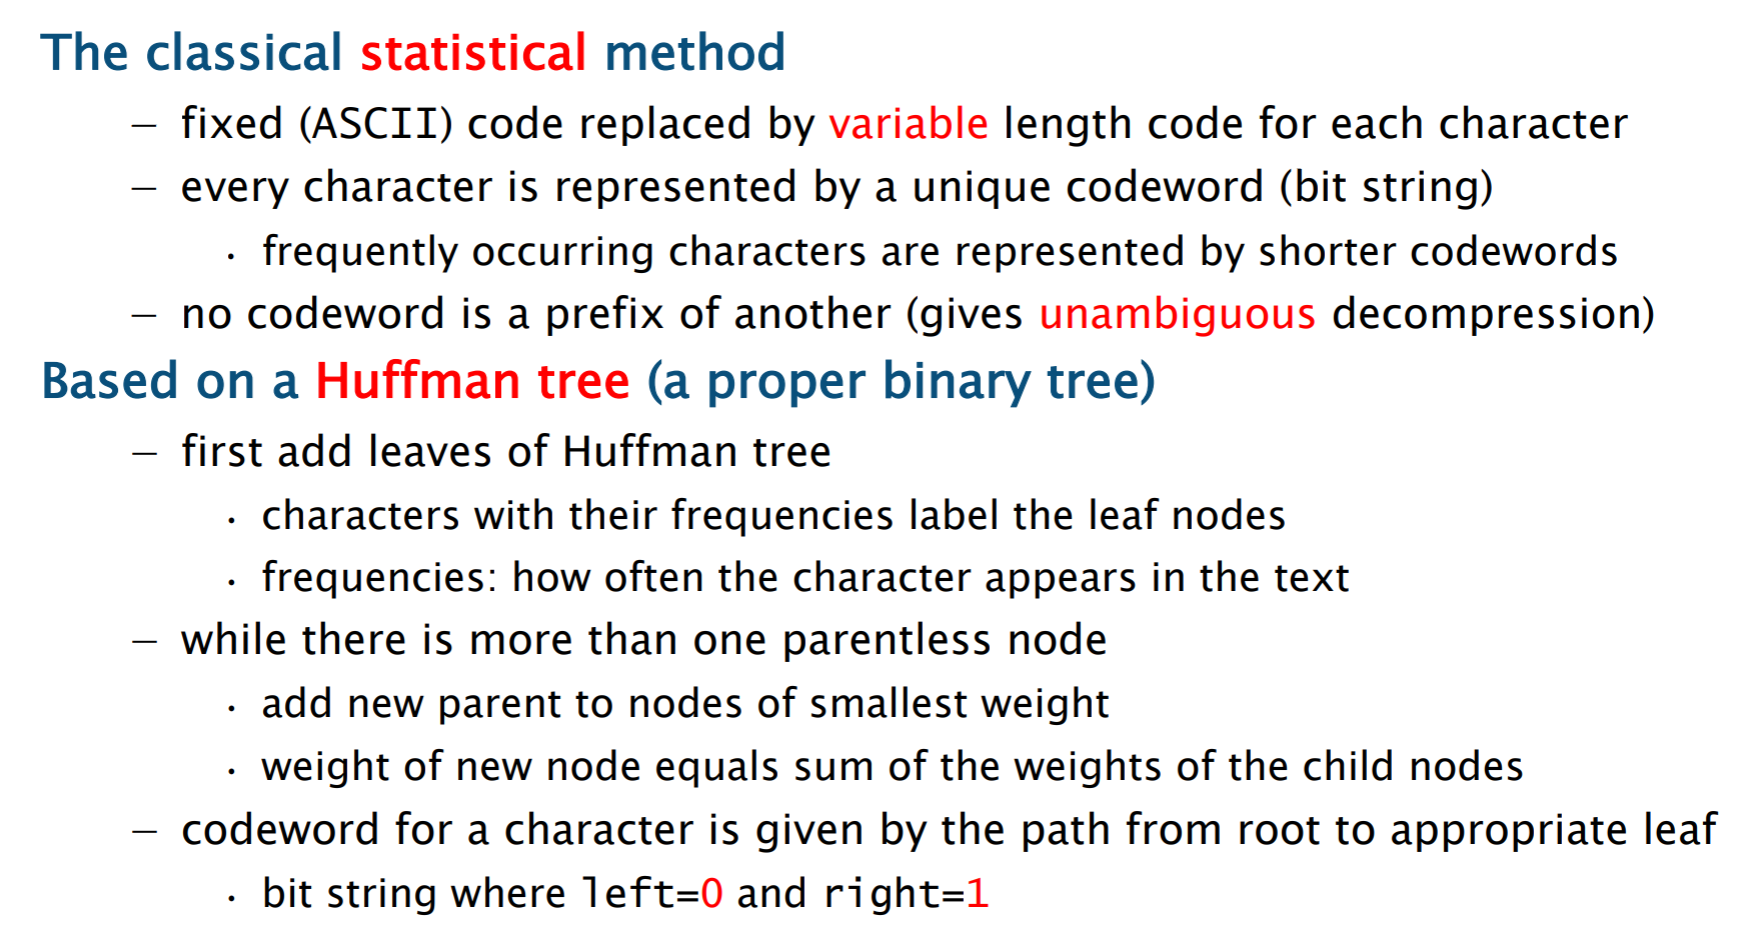 The classical statistical method
– fixed (ASCII) code replaced by variable length code for each character
– every character is represented by a unique codeword (bit string)
· frequently occurring characters are represented by shorter codewords
– no codeword is a prefix of another (gives unambiguous decompression)
Based on a Huffman tree (a proper binary tree)
– first add leaves of Huffman tree
· characters with their frequencies label the leaf nodes
· frequencies: how often the character appears in the text
– while there is more than one parentless node
· add new parent to nodes of smallest weight
· weight of new node equals sum of the weights of the child nodes
– codeword for a character is given by the path from root to appropriate leaf
· bit string where left=0 and right=1